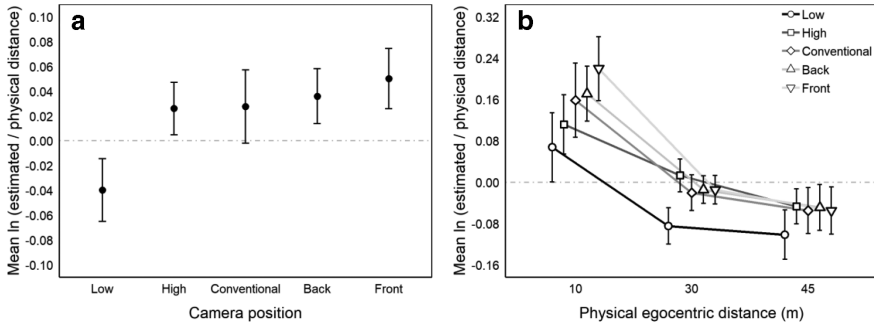 a
Mean ln (estimated / physical distance)
0.10
0.08
0.06
0.04
0.02
0.00
-0.02
-0.04
-0.06
-0.08
-0.10
Low High Conventional Back Front
Camera position
b
Mean ln (estimated / physical distance)
0.32
0.24
0.16
0.08
0.00
-0.08
-0.16
Low
High
Conventional
Back
Front
10 30 45
Physical egocentric distance (m)